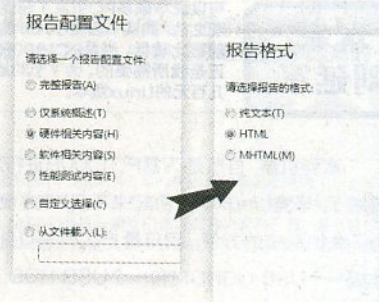 报告配置文件
请选择一个报告配置文件:
完整报告(A)
仅系统概述(T)
硬件相关内容(H)
软件相关内容(S)
性能测试内容(E)
自定义选择(C)
从文件载入(L):
报告格式
请选择报告的格式:
纯文本(T)
HTML
MHTML(M)